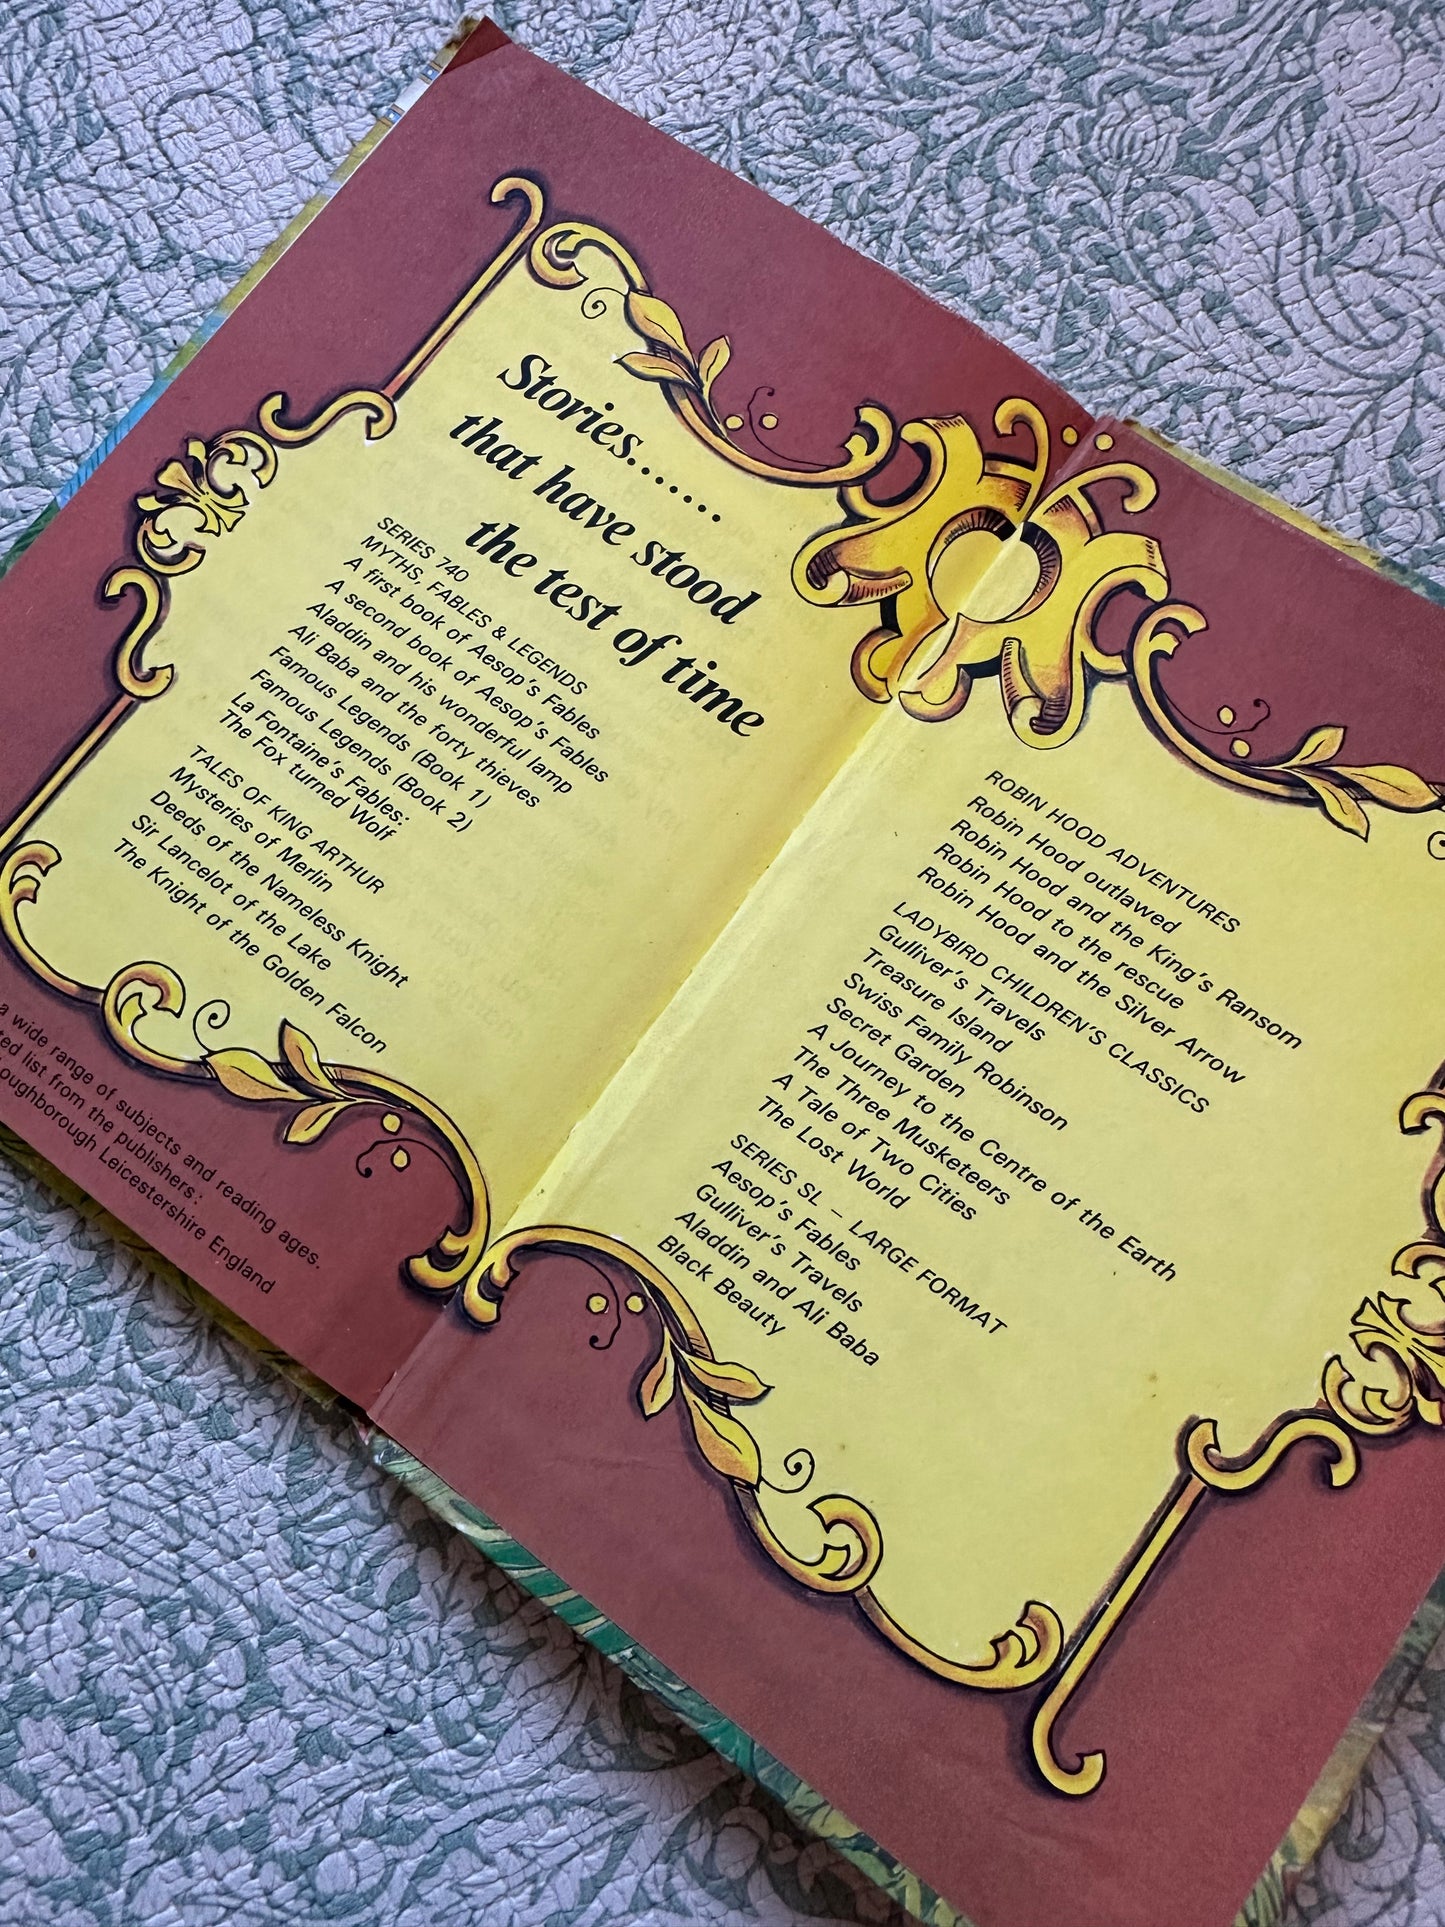 Stories......
that have stood
the test of time
SERIES 740
MYTHS, FABLES & LEGENDS
A first book of Aesop's Fables
A second book of Aesop's Fables
Aladdin and his wonderful lamp
Ali Baba and the forty thieves
Famous Legends (Book 1)
Famous Legends (Book 2)
La Fontaine's Fables:
The Fox turned Wolf
TALES OF KING ARTHUR
Mysteries of Merlin
Deeds of the Nameless Knight
Sir Lancelot of the Lake
The Knight of the Golden Falcon
a wide range of subjects and reading ages.
ted list from the publishers:
Loughborough Leicestershire England
ROBIN HOOD ADVENTURES
Robin Hood outlawed
Robin Hood and the King's Ransom
Robin Hood to the rescue
Robin Hood and the Silver Arrow
LADYBIRD CHILDREN'S CLASSICS
Gulliver's Travels
Treasure Island
Swiss Family Robinson
Secret Garden
A Journey to the Centre of the Earth
The Three Musketeers
A Tale of Two Cities
The Lost World
SERIES SL – LARGE FORMAT
Aesop's Fables
Gulliver's Travels
Aladdin and Ali Baba
Black Beauty